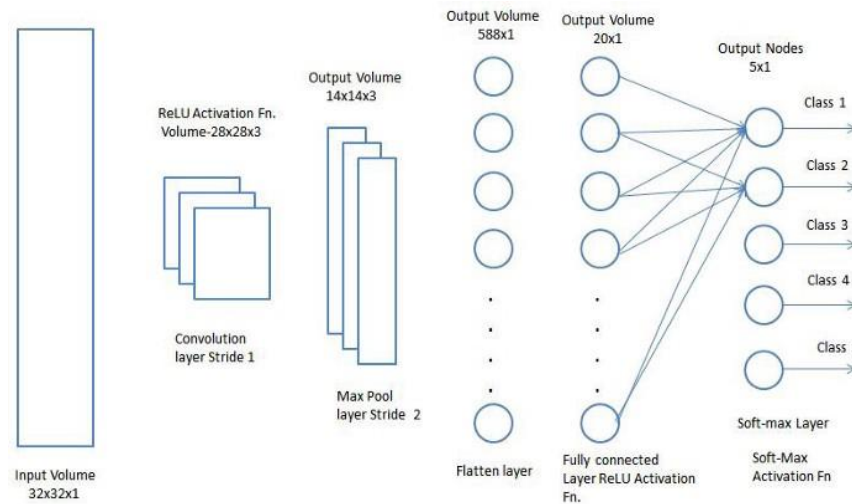 Input Volume
32x32x1
ReLU Activation Fn.
Volume-28x28x3
Convolution
layer Stride 1
Output Volume
14x14x3
Max Pool
layer Stride 2
Output Volume
588x1
Flatten layer
Output Volume
20x1
Fully connected
Layer ReLU Activation
Fn.
Output Nodes
5x1
Class 1
Class 2
Class 3
Class 4
Class
Soft-max Layer
Soft-Max
Activation Fn